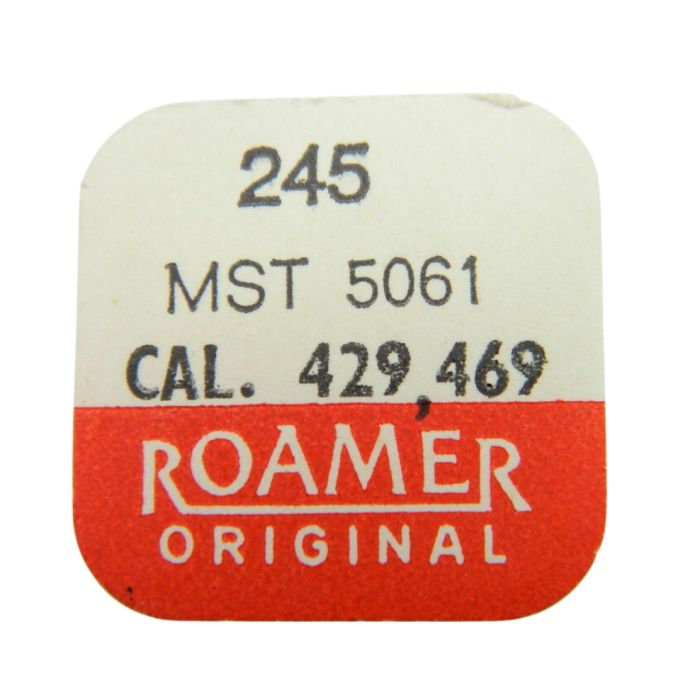 245
MST 5061
CAL. 429,469
ROAMER
ORIGINAL